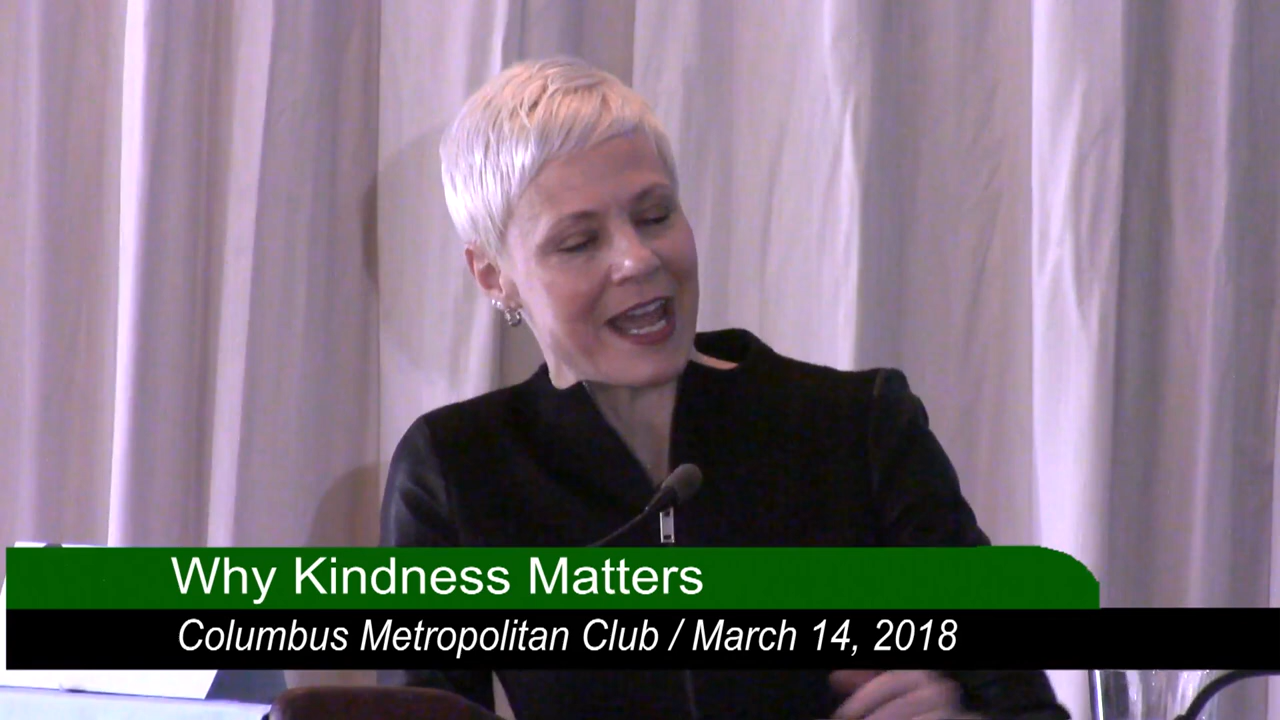 Why Kindness Matters
Columbus Metropolitan Club / March 14, 2018